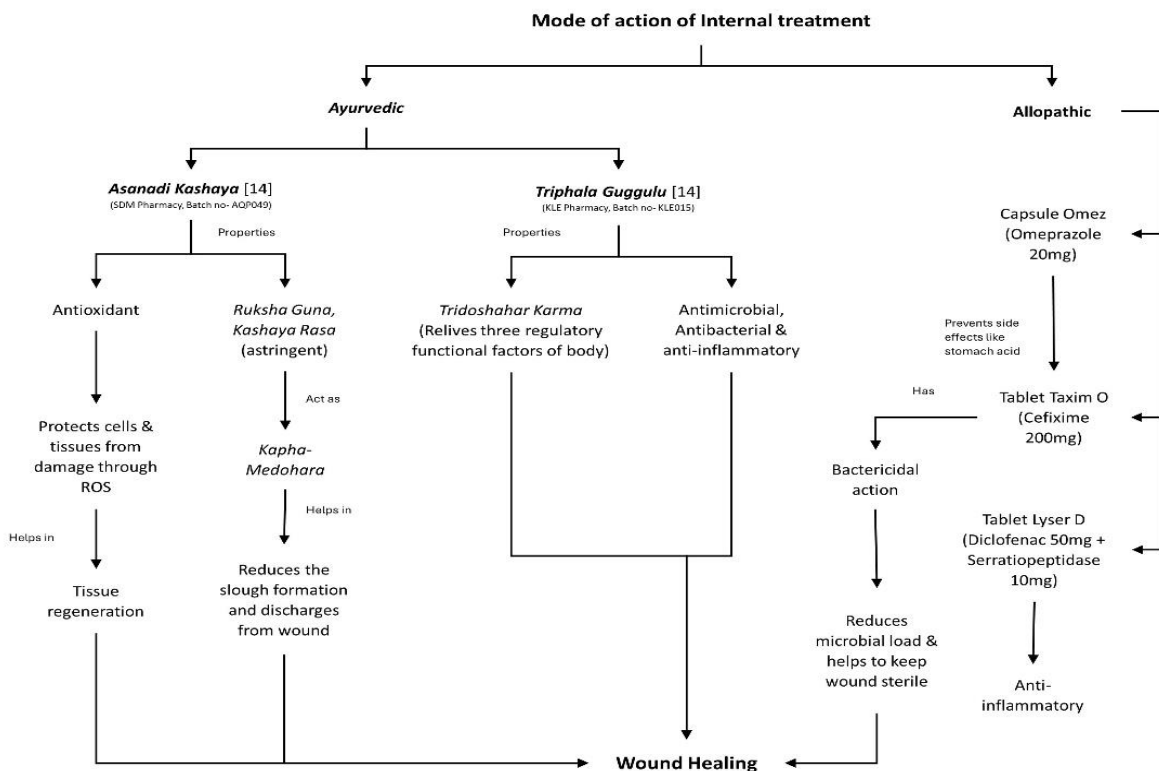 Mode of action of Internal treatment
Ayurvedic
Allopathic
Asanadi Kashaya [14]
(SDM Pharmacy, Batch no- AQP049)
Triphala Guggulu [14]
(KLE Pharmacy, Batch no- KLE015)
Properties
Properties
Capsule Omez
(Omeprazole
20mg)
Antioxidant
Ruksha Guna,
Kashaya Rasa
(astringent)
Tridoshahar Karma
(Relives three regulatory
functional factors of body)
Antimicrobial,
Antibacterial &
anti-inflammatory
Prevents side
effects like
stomach acid
Act as
Has
Tablet Taxim O
(Cefixime
200mg)
Protects cells &
tissues from
damage through
ROS
Kapha-
Medohara
Bactericidal
action
Helps in
Helps in
Tablet Lyser D
(Diclofenac 50mg +
Serratiopeptidase
10mg)
Tissue
regeneration
Reduces the
slough formation
and discharges
from wound
Reduces
microbial load &
helps to keep
wound sterile
Anti-
inflammatory
Wound Healing